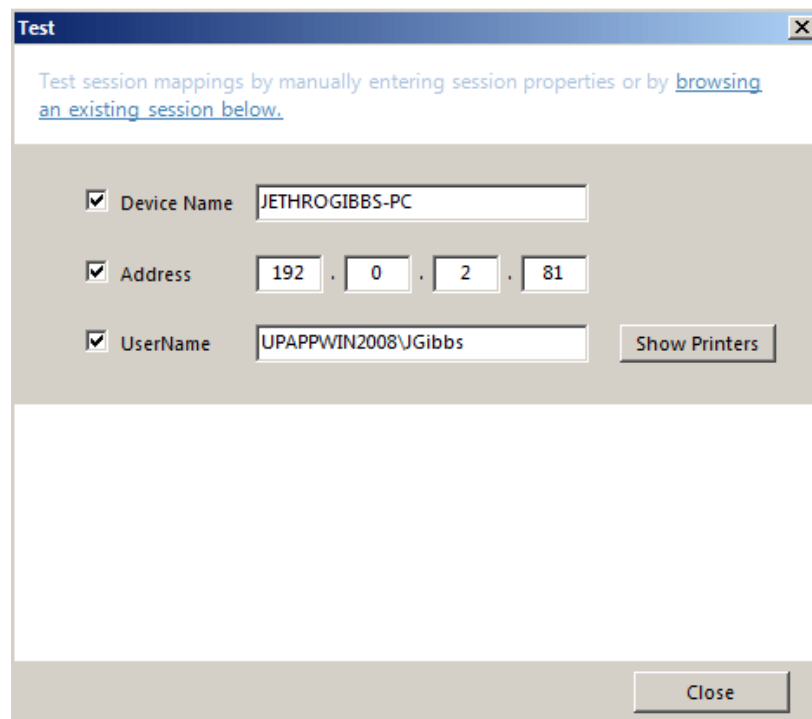 Test
Test session mappings by manually entering session properties or by browsing
an existing session below.
Device Name JETHROGIBBS-PC
Address 192 . 0 . 2 . 81
UserName UPAPPWIN2008\JGibbs Show Printers
Close